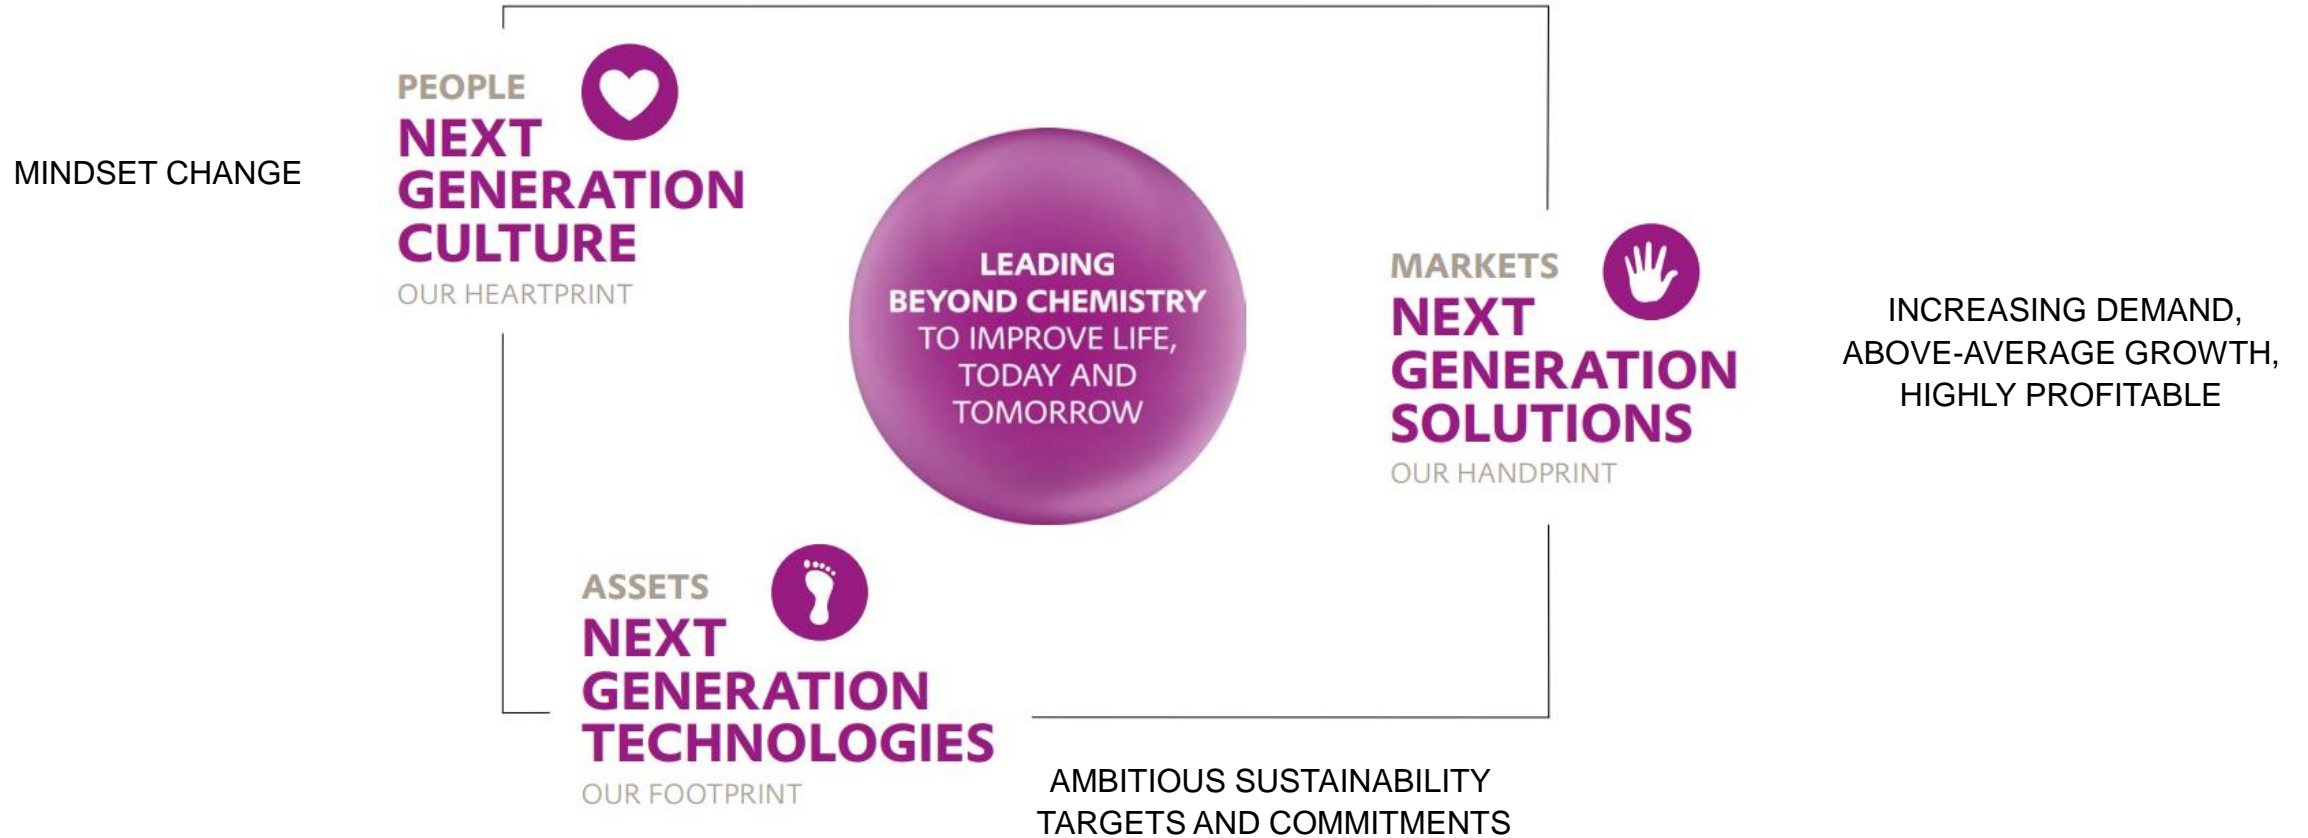 PEOPLE
NEXT
GENERATION
CULTURE
OUR HEARTPRINT
MINDSET CHANGE
LEADING
BEYOND CHEMISTRY
TO IMPROVE LIFE,
TODAY AND
TOMORROW
MARKETS
NEXT
GENERATION
SOLUTIONS
OUR HANDPRINT
INCREASING DEMAND,
ABOVE-AVERAGE GROWTH,
HIGHLY PROFITABLE
ASSETS
NEXT
GENERATION
TECHNOLOGIES
OUR FOOTPRINT
AMBITIOUS SUSTAINABILITY
TARGETS AND COMMITMENTS